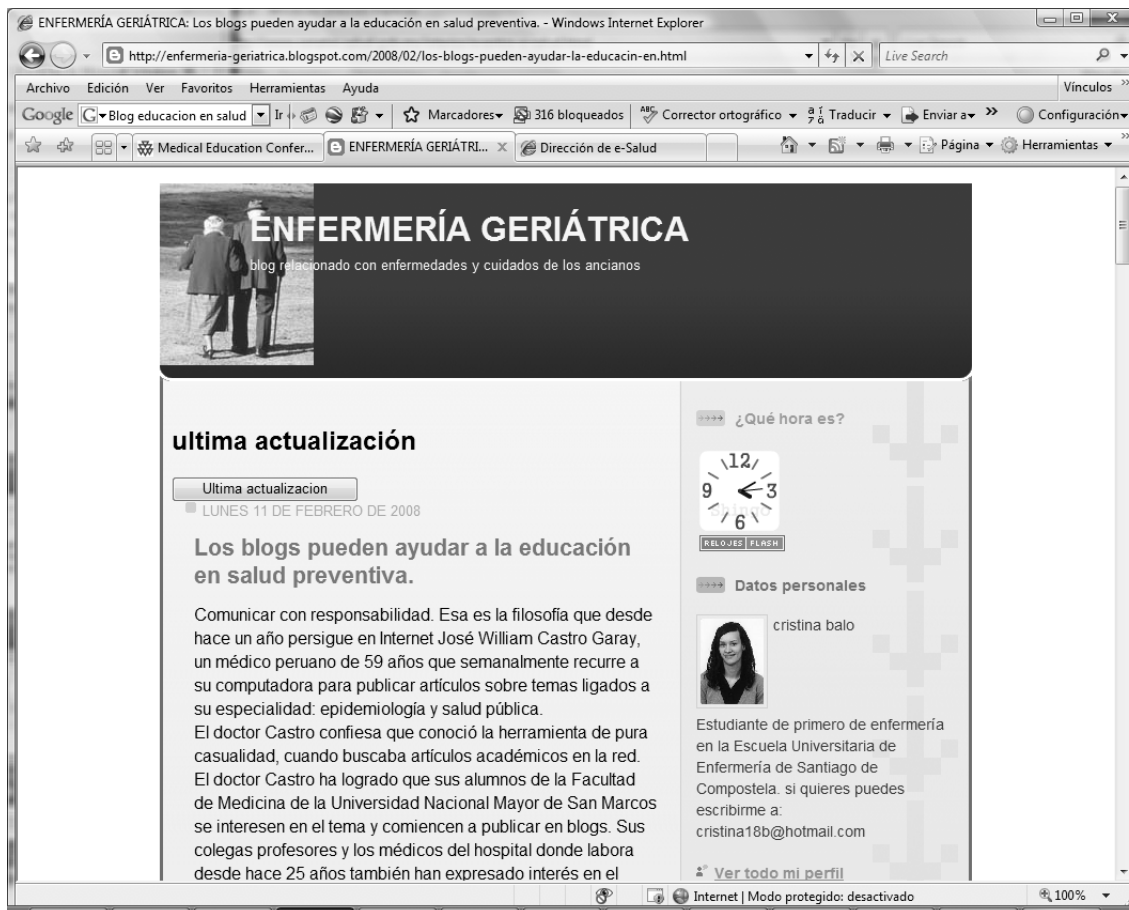 ENFERMERÍA GERIÁTRICA: Los blogs pueden ayudar a la educación en salud preventiva. - Windows Internet Explorer
http://enfermeria-geriatrica.blogspot.com/2008/02/los-blogs-pueden-ayudar-la-educacin-en.html
Live Search
Archivo Edición Ver Favoritos Herramientas Ayuda
Vínculos
Google G Blog educacion en salud Ir Marcadores 316 bloqueados ABC Corrector ortográfico Traducir Enviar a Configuración
Medical Education Confer... ENFERMERÍA GERIÁTRI... Dirección de e-Salud Página Herramientas
ENFERMERÍA GERIÁTRICA
blog relacionado con enfermedades y cuidados de los ancianos
ultima actualización
Ultima actualizacion
LUNES 11 DE FEBRERO DE 2008
Los blogs pueden ayudar a la educación
en salud preventiva.
Comunicar con responsabilidad. Esa es la filosofía que desde
hace un año persigue en Internet José William Castro Garay,
un médico peruano de 59 años que semanalmente recurre a
su computadora para publicar artículos sobre temas ligados a
su especialidad: epidemiología y salud pública.
El doctor Castro confiesa que conoció la herramienta de pura
casualidad, cuando buscaba artículos académicos en la red.
El doctor Castro ha logrado que sus alumnos de la Facultad
de Medicina de la Universidad Nacional Mayor de San Marcos
se interesen en el tema y comiencen a publicar en blogs. Sus
colegas profesores y los médicos del hospital donde labora
desde hace 25 años también han expresado interés en el
¿Qué hora es?
12
9 3
6
RELOJES FLASH
Datos personales
cristina balo
Estudiante de primero de enfermería
en la Escuela Universitaria de
Enfermería de Santiago de
Compostela. si quieres puedes
escribirme a:
cristina18b@hotmail.com
Ver todo mi perfil
Internet | Modo protegido: desactivado
100%